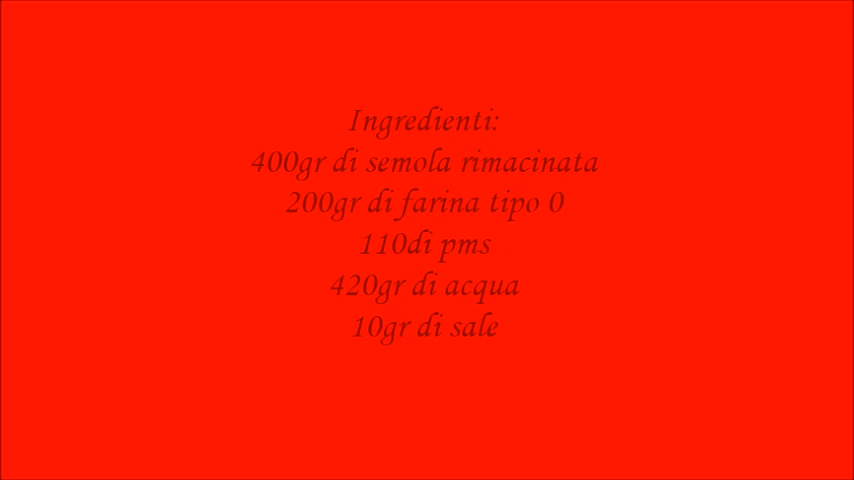 Ingredienti:
400gr di semola rimacinata
200gr di farina tipo 0
110di pms
420gr di acqua
10gr di sale